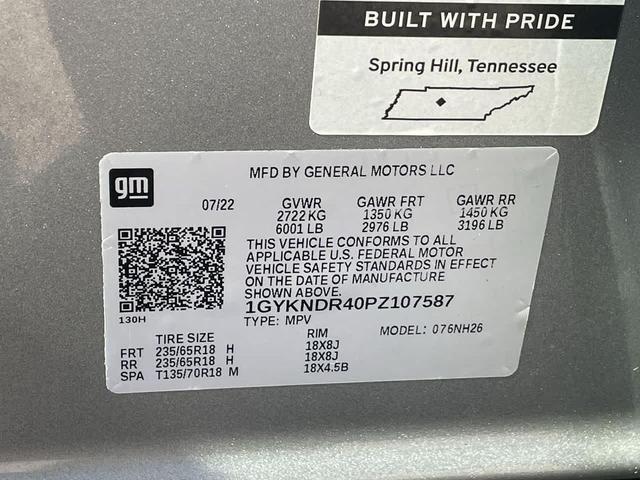 BUILT WITH PRIDE
Spring Hill, Tennessee
gm
MFD BY GENERAL MOTORS LLC
07/22
GVWR GAWR FRT GAWR RR
2722 KG 1350 KG 1450 KG
6001 LB 2976 LB 3196 LB
THIS VEHICLE CONFORMS TO ALL
APPLICABLE U.S. FEDERAL MOTOR
VEHICLE SAFETY STANDARDS IN EFFECT
ON THE DATE OF MANUFACTURE
SHOWN ABOVE.
1GYKNDR40PZ107587
130H
TYPE: MPV MODEL: 076NH26
TIRE SIZE RIM
FRT 235/65R18 H 18X8J
RR 235/65R18 H 18X8J
SPA T135/70R18 M 18X4.5B